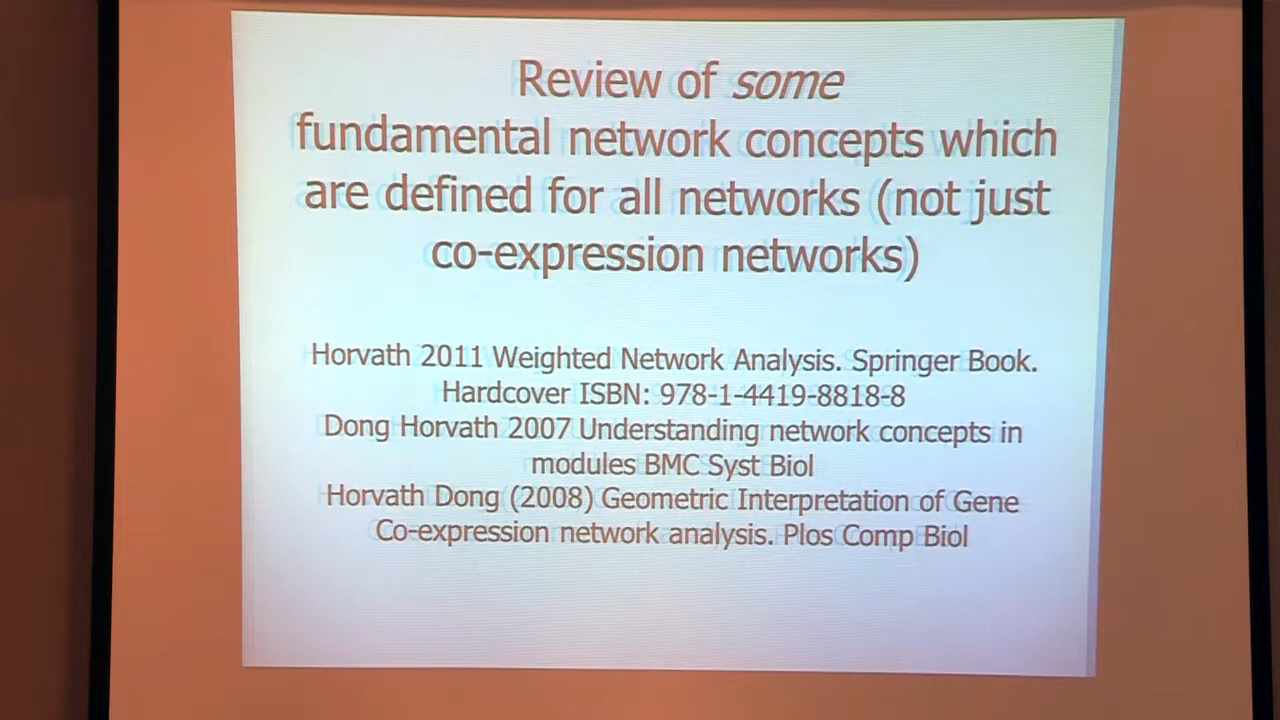 Review of some
fundamental network concepts which
are defined for all networks (not just
co-expression networks)
Horvath 2011 Weighted Network Analysis. Springer Book.
Hardcover ISBN: 978-1-4419-8818-8
Dong Horvath 2007 Understanding network concepts in
modules BMC Syst Biol
Horvath Dong (2008) Geometric Interpretation of Gene
Co-expression network analysis. Plos Comp Biol